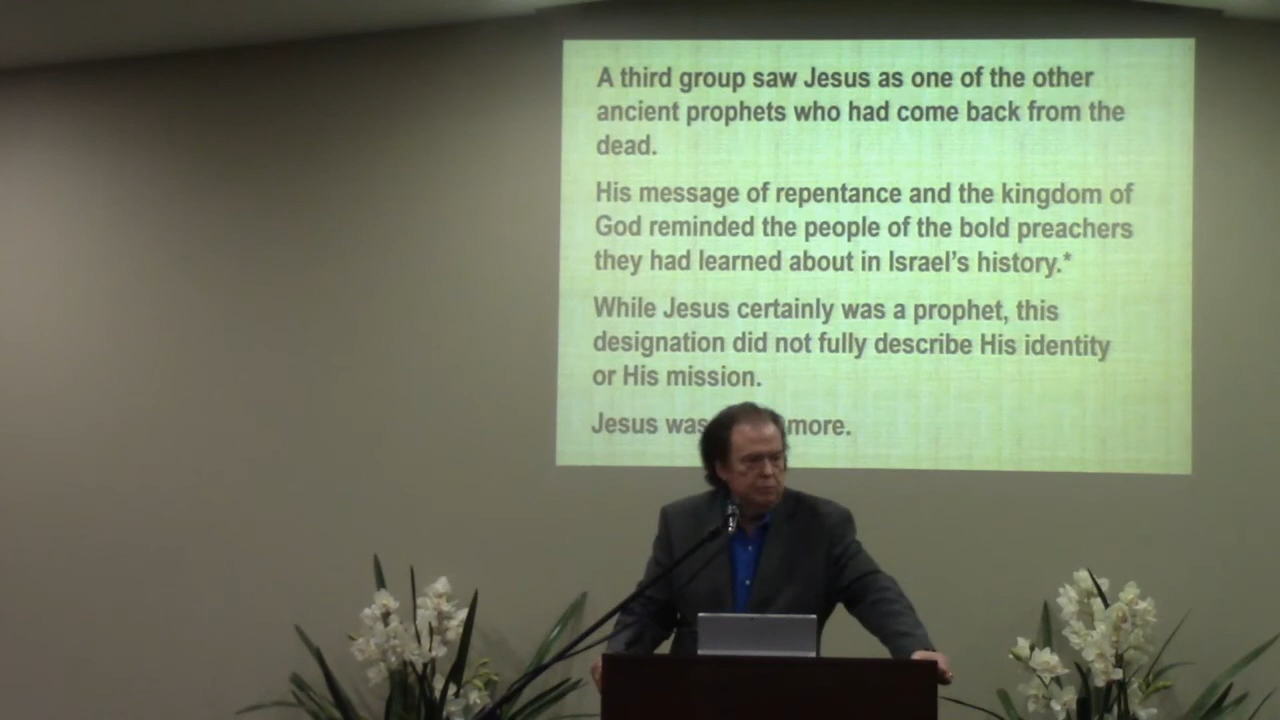 A third group saw Jesus as one of the other
ancient prophets who had come back from the
dead.
His message of repentance and the kingdom of
God reminded the people of the bold preachers
they had learned about in Israel's history.*
While Jesus certainly was a prophet, this
designation did not fully describe His identity
or His mission.
Jesus was more.